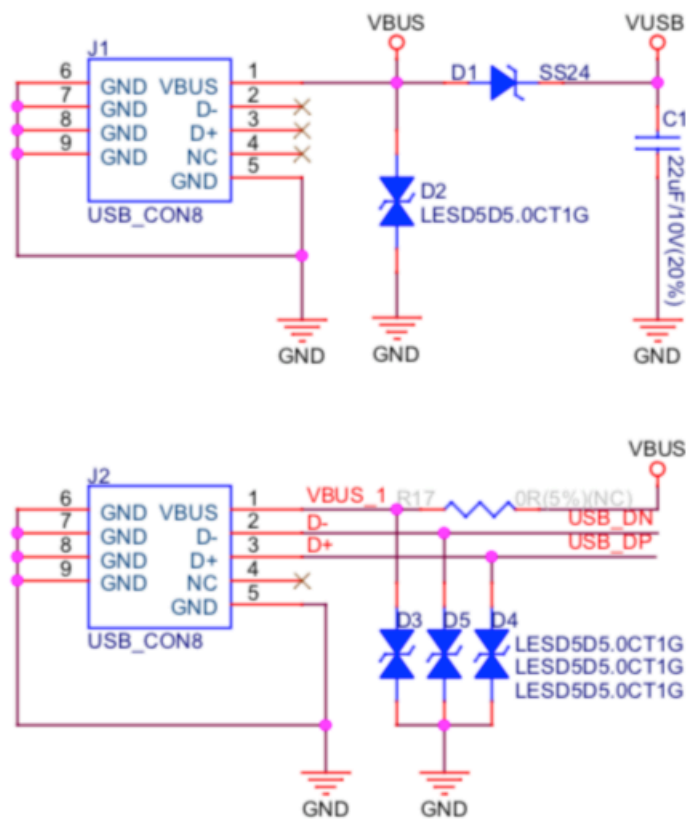 VBUS
VUSB
J1
6 GND VBUS 1
7 GND D- 2
8 GND D+ 3
9 GND NC 4
GND 5
USB_CON8
D1 SS24
C1
22uF/10V(20%)
D2
LESD5D5.0CT1G
GND
GND
GND
VBUS
J2
6 GND VBUS 1
7 GND D- 2
8 GND D+ 3
9 GND NC 4
GND 5
USB_CON8
VBUS_1 R17 0R(5%)(NC)
D- USB_DN
D+ USB_DP
D3 D5 D4
LESD5D5.0CT1G
LESD5D5.0CT1G
LESD5D5.0CT1G
GND
GND